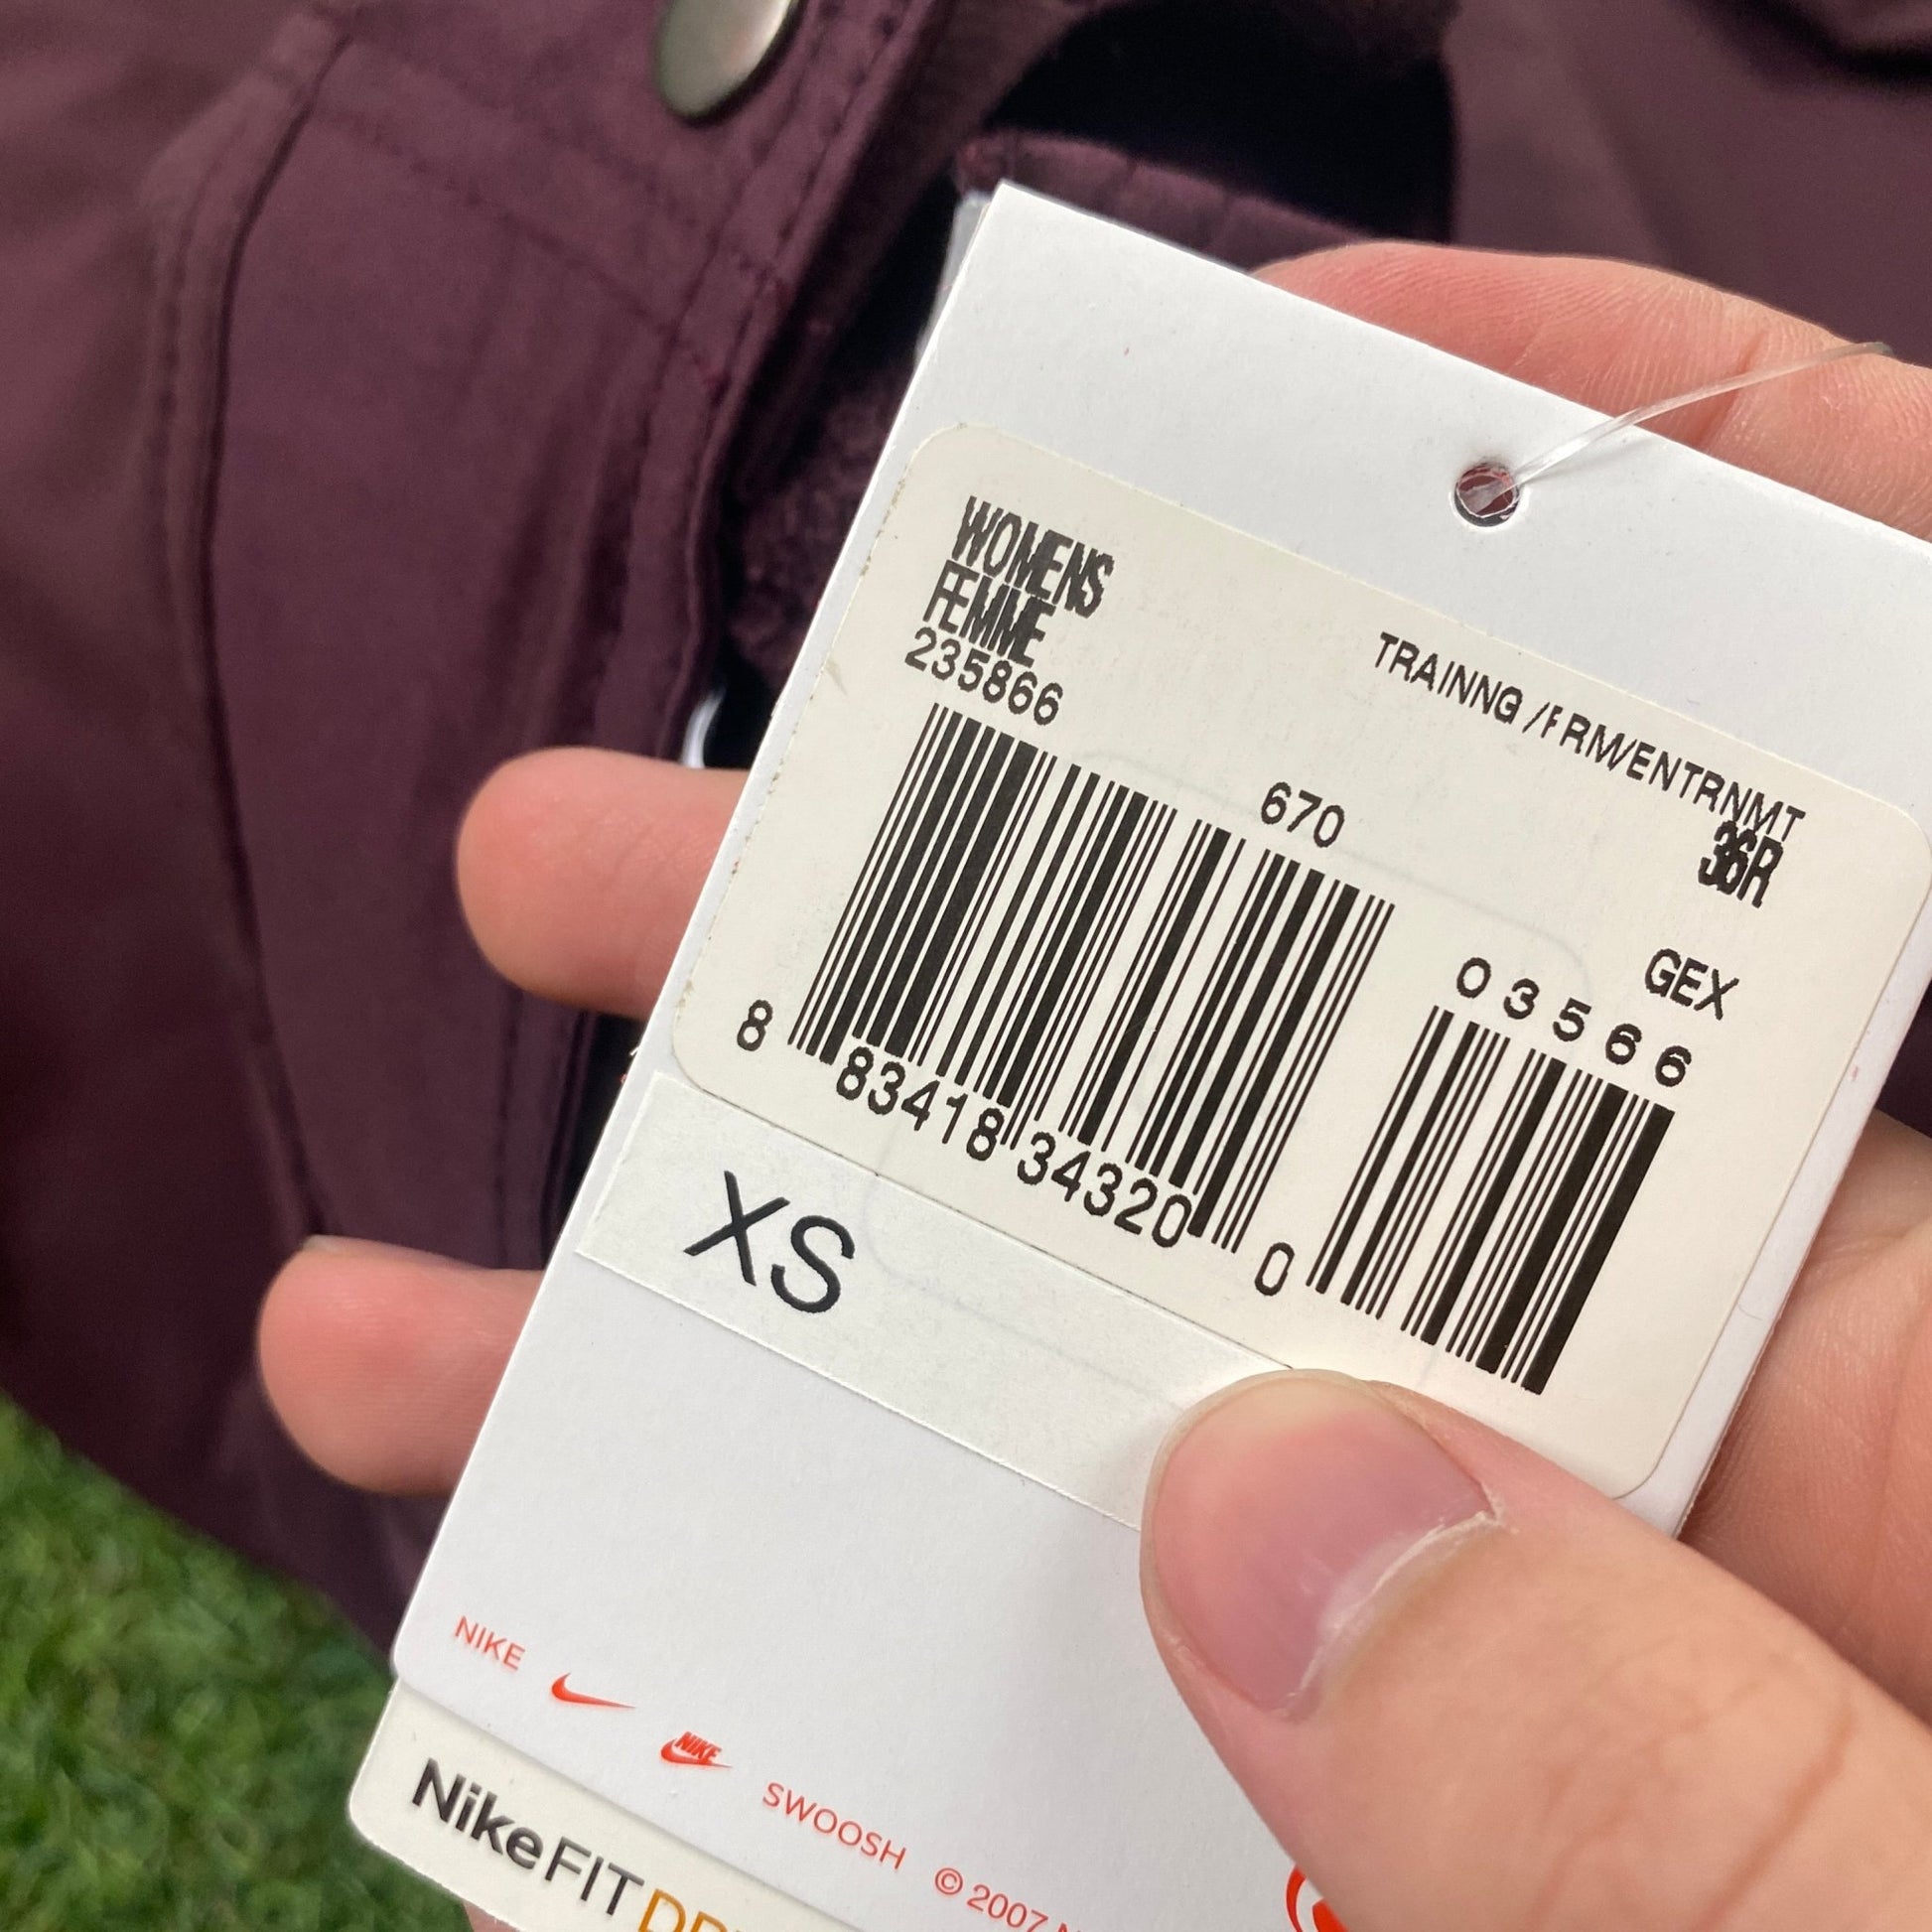 WOMENS
FEMME
TRAINNG /FRM/ENTRNMT
235866
670
36R
GEX
8 83418 34320 0
03566
XS
NIKE
NIKE
SWOOSH © 2007
NikeFIT